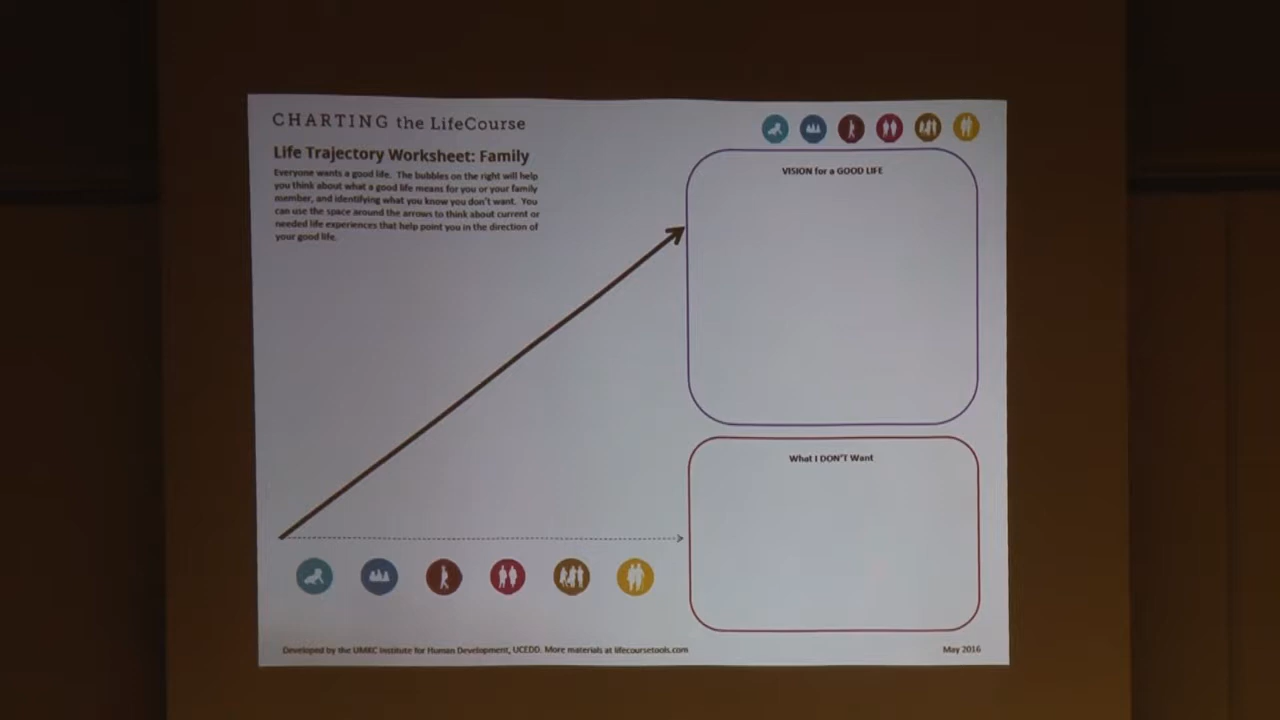 CHARTING the LifeCourse
Life Trajectory Worksheet: Family
Everyone wants a good life. The bubbles on the right will help
you think about what a good life means for you or your family
member, and identifying what you know you don't want. You
can use the space around the arrows to think about current or
needed life experiences that help point you in the direction of
your good life.
VISION for a GOOD LIFE
What I DON'T Want
Developed by the UMKC Institute for Human Development, UCEDD. More materials at lifecoursetools.com
May 2016